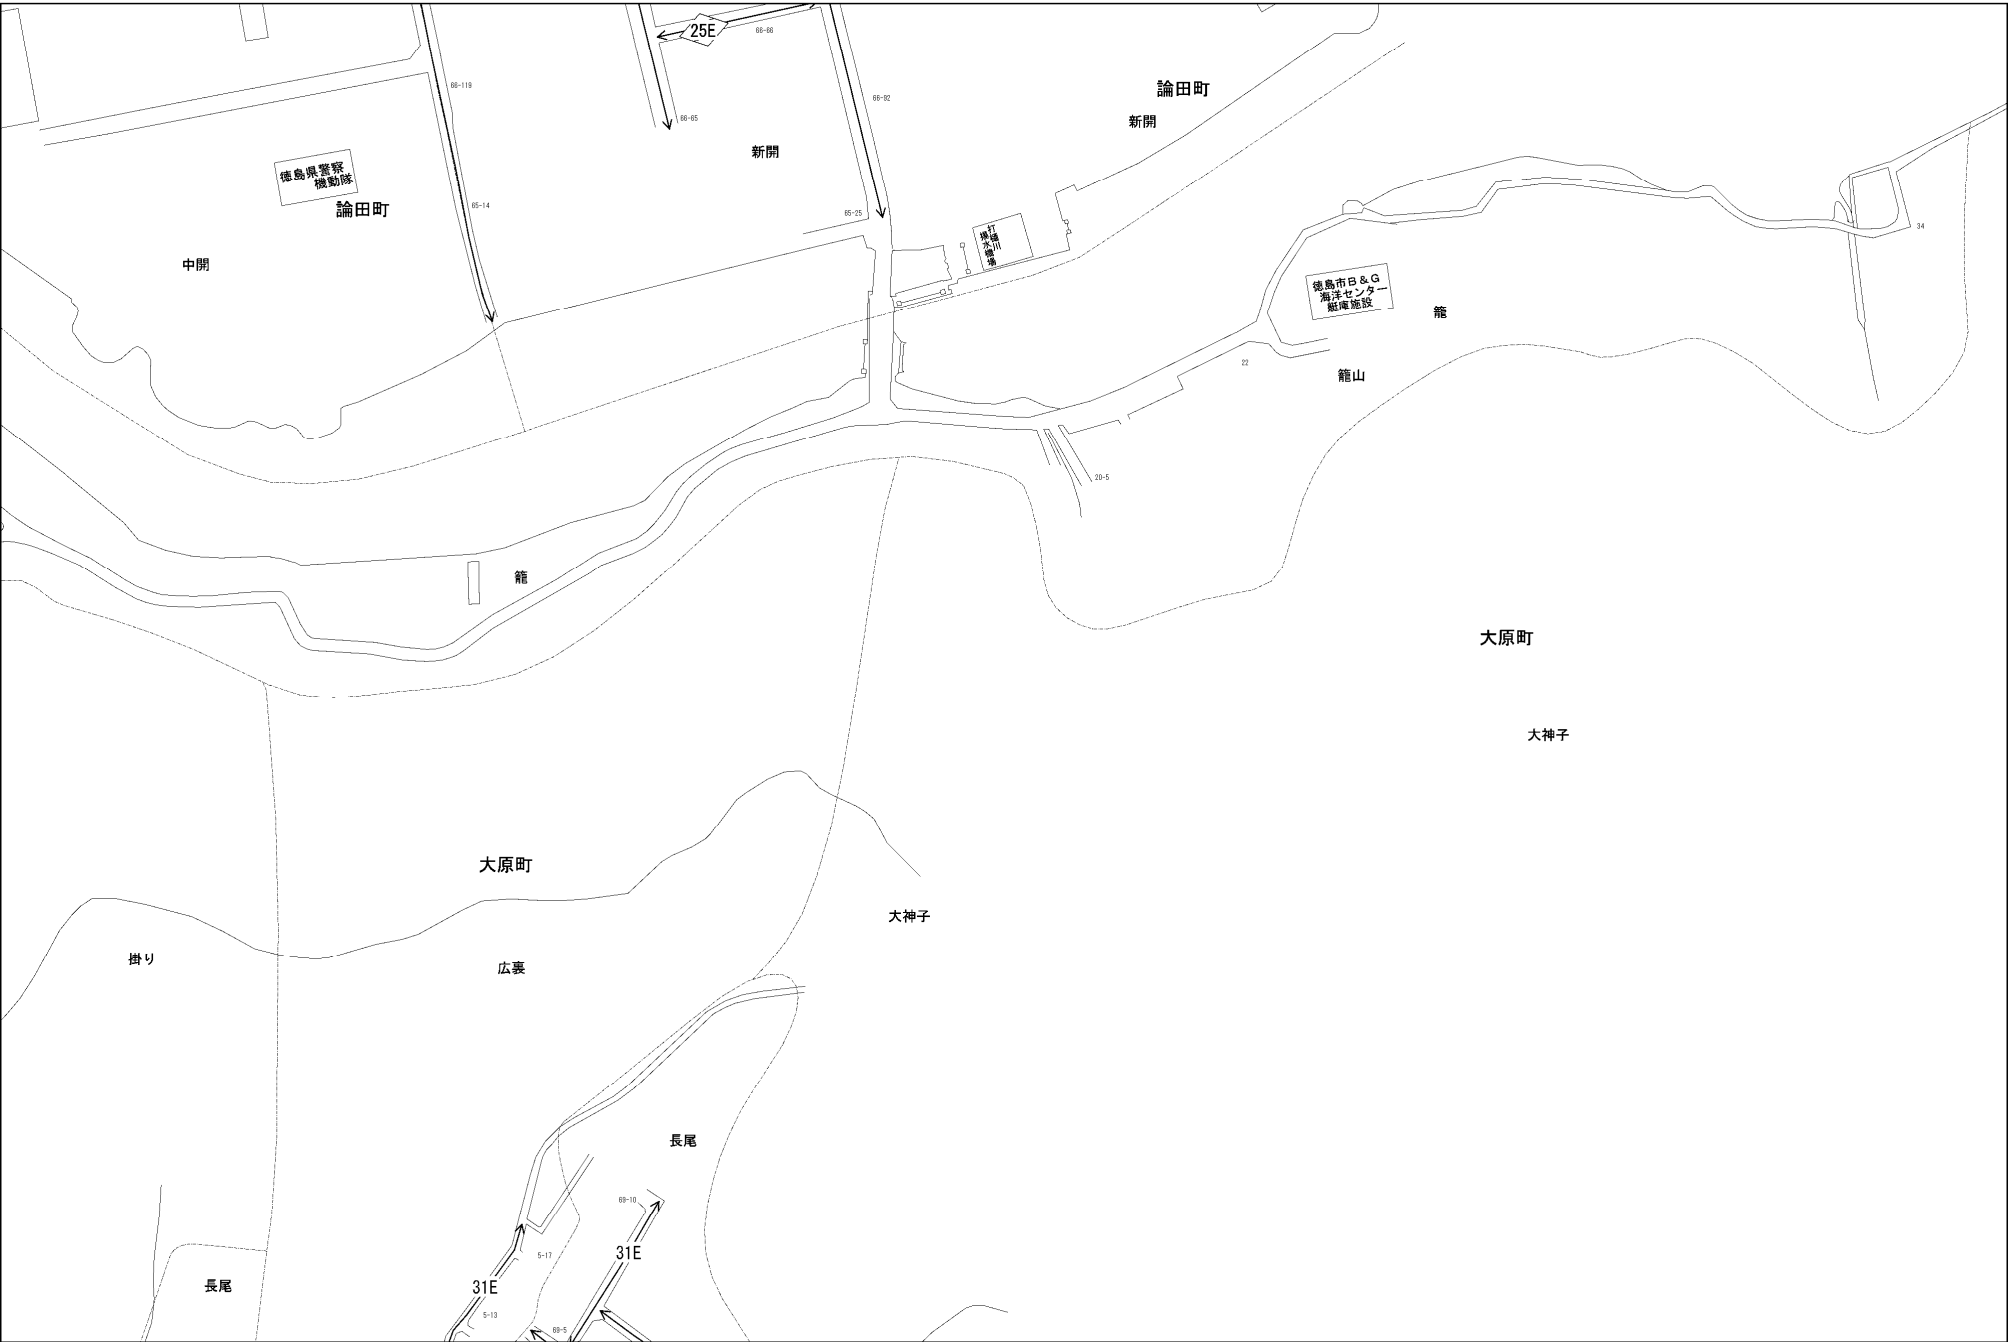 25E
66-66
66-119
66-92
論田町
66-65
新開
新開
徳島県警察
機動隊
論田町
65-14
65-25
打樋川
揚水機場
34
中開
徳島市B&G
海洋センター
艇庫施設
籠
22
籠山
20-5
籠
大原町
大神子
大原町
大神子
掛り
広裏
長尾
69-10
31E
5-17
31E
長尾
5-13
69-5